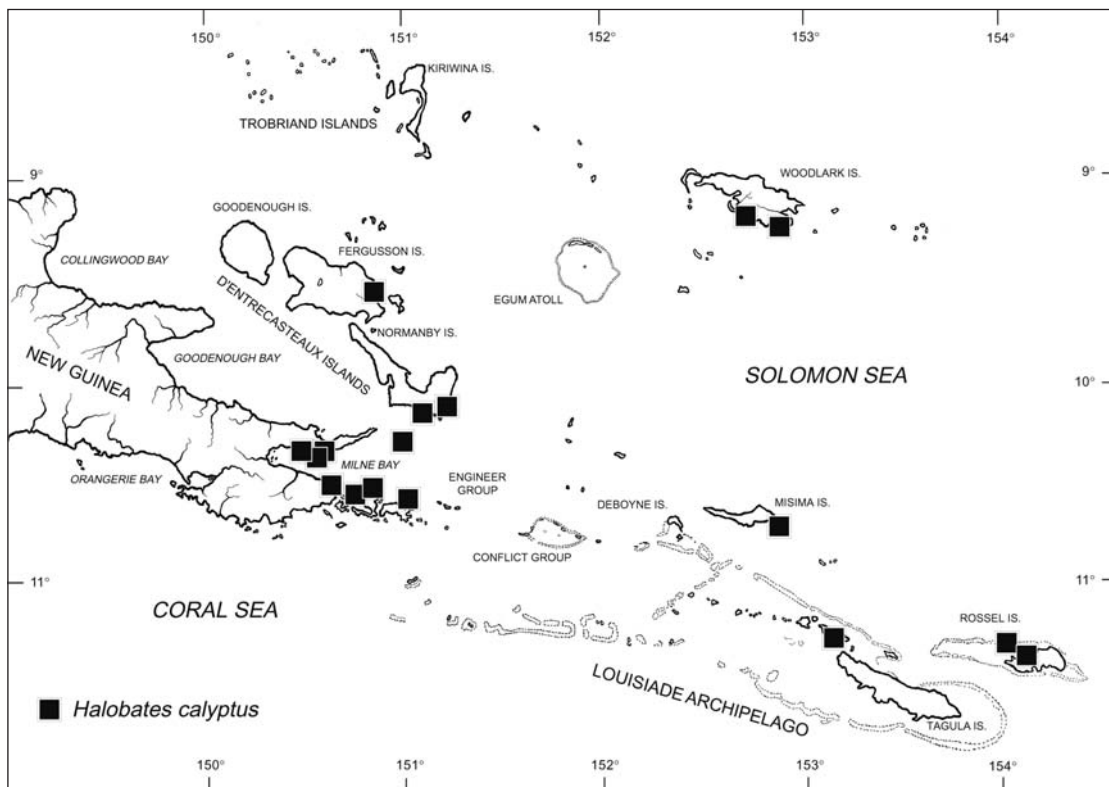 150° 151° 152° 153° 154°
KIRIWINA IS.
TROBRIAND ISLANDS
9° 9°
WOODLARK IS.
GOODENOUGH IS.
FERGUSSON IS.
COLLINGWOOD BAY
EGUM ATOLL
D'ENTRECASTEAUX ISLANDS
NORMANBY IS.
GOODENOUGH BAY
NEW GUINEA
SOLOMON SEA
10°
MILNE BAY
ORANGERIE BAY
ENGINEER
GROUP
DEBOYNE IS.
MISIMA IS.
CONFLICT GROUP
11° 11°
CORAL SEA
ROSSEL IS.
LOUISIADE ARCHIPELAGO
Halobates calyptus
TAGULA IS.
150° 151° 152° 153° 154°